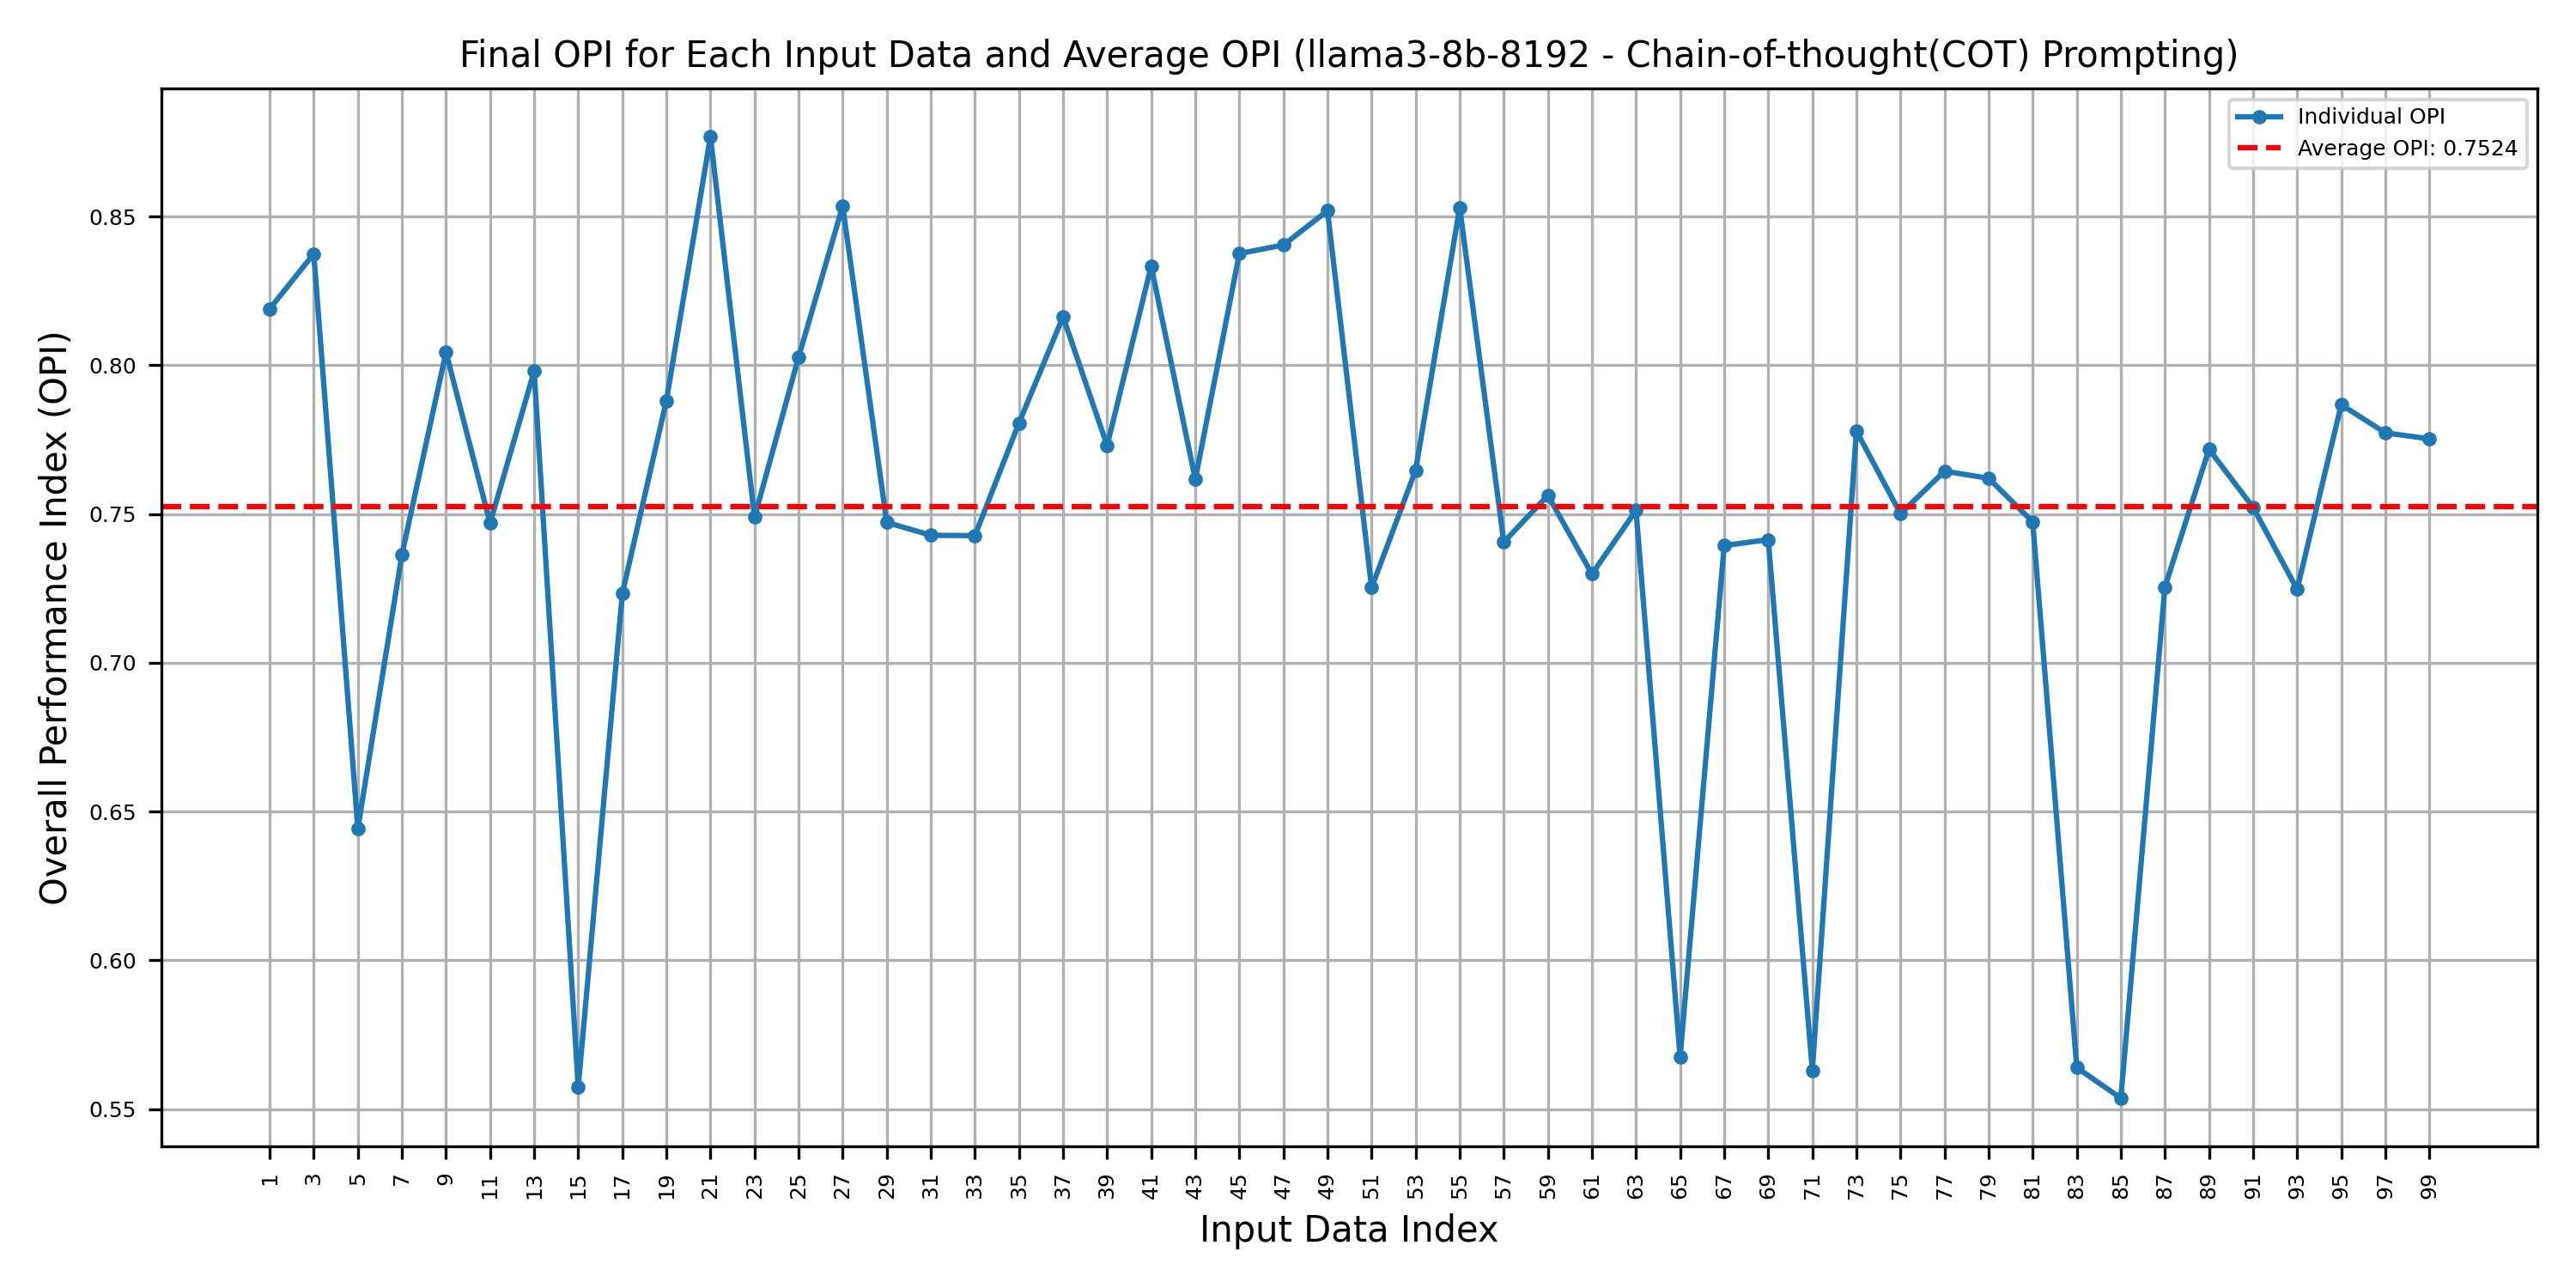 Final OPI for Each Input Data and Average OPI (llama3-8b-8192 - Chain-of-thought(COT) Prompting)
Individual OPI
Average OPI: 0.7524
Overall Performance Index (OPI)
0.85
0.80
0.75
0.70
0.65
0.60
0.55
1 3 5 7 9 11 13 15 17 19 21 23 25 27 29 31 33 35 37 39 41 43 45 47 49 51 53 55 57 59 61 63 65 67 69 71 73 75 77 79 81 83 85 87 89 91 93 95 97 99
Input Data Index